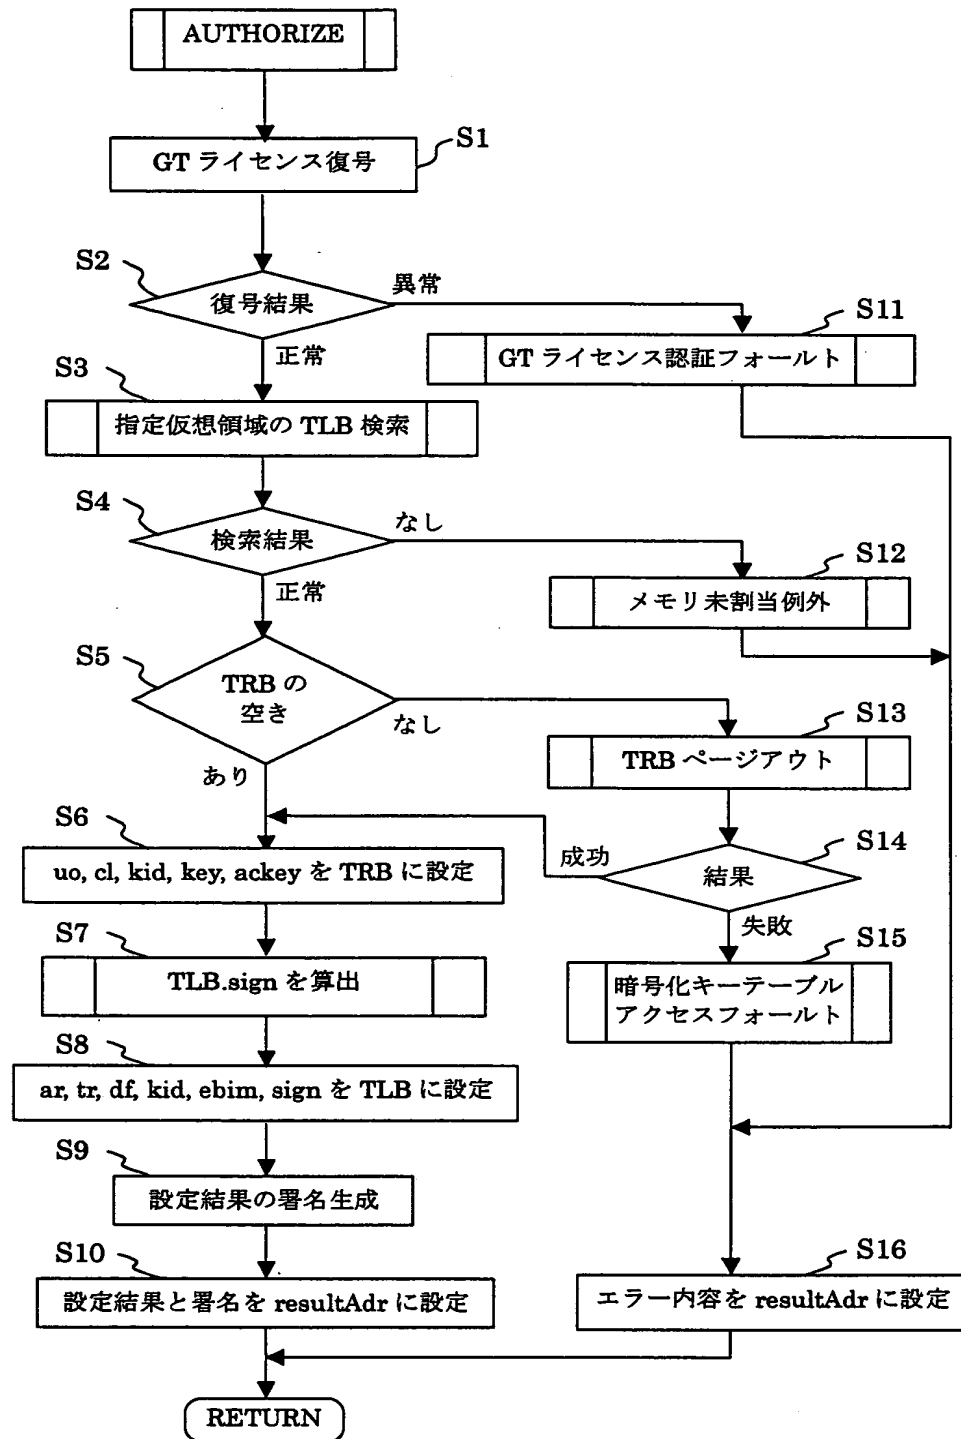 AUTHORIZE
S1
GT ライセンス復号
S2
復号結果
異常
正常
S11
GT ライセンス認証フォールト
S3
指定仮想領域の TLB 検索
S4
検索結果
なし
正常
S12
メモリ未割当例外
S5
TRB の
空き
なし
あり
S13
TRB ページアウト
S6
uo, cl, kid, key, ackey を TRB に設定
S14
結果
成功
失敗
S7
TLB.sign を算出
S15
暗号化キーテーブル
アクセスフォールト
S8
ar, tr, df, kid, ebim, sign を TLB に設定
S9
設定結果の署名生成
S10
設定結果と署名を resultAdr に設定
S16
エラー内容を resultAdr に設定
RETURN